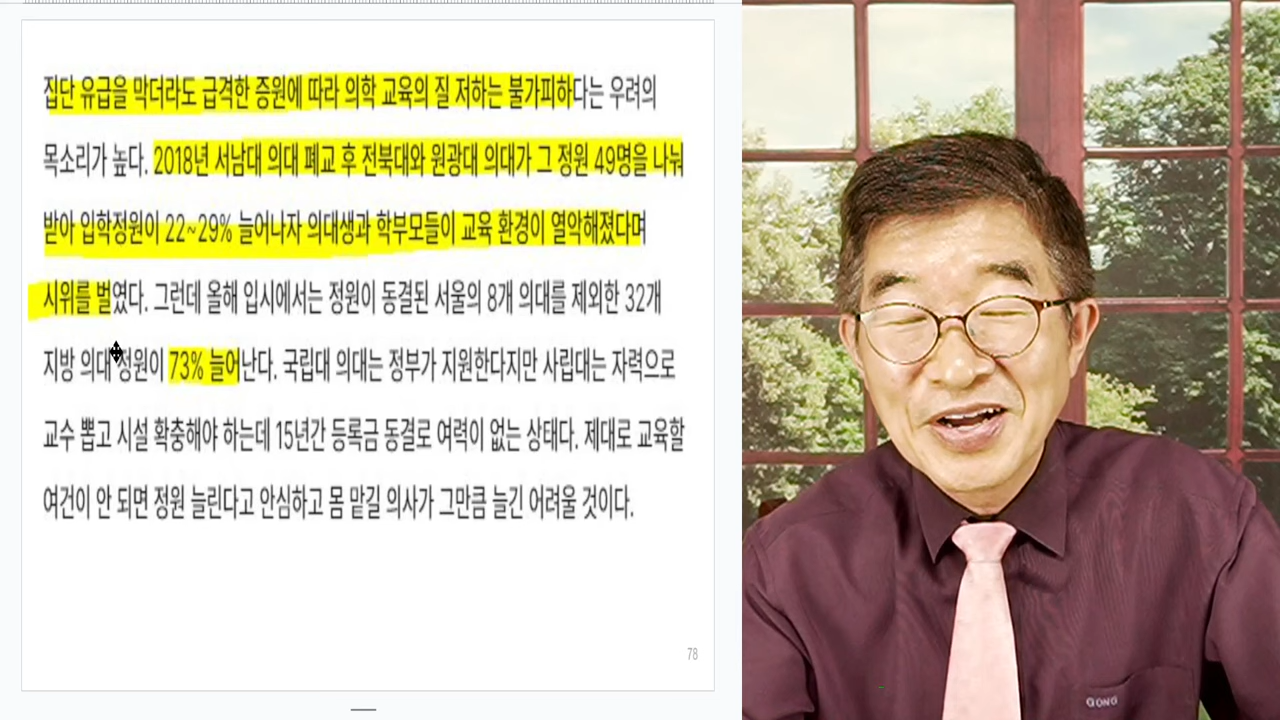 집단 유급을 막더라도 급격한 증원에 따라 의학 교육의 질 저하는 불가피하다는 우려의
목소리가 높다. 2018년 서남대 의대 폐교 후 전북대와 원광대 의대가 그 정원 49명을 나눠
받아 입학정원이 22~29% 늘어나자 의대생과 학부모들이 교육 환경이 열악해졌다며
시위를 벌였다. 그런데 올해 입시에서는 정원이 동결된 서울의 8개 의대를 제외한 32개
지방 의대 정원이 73% 늘어난다. 국립대 의대는 정부가 지원한다지만 사립대는 자력으로
교수 뽑고 시설 확충해야 하는데 15년간 등록금 동결로 여력이 없는 상태다. 제대로 교육할
여건이 안 되면 정원 늘린다고 안심하고 몸 맡길 의사가 그만큼 늘긴 어려울 것이다.
78
GONG